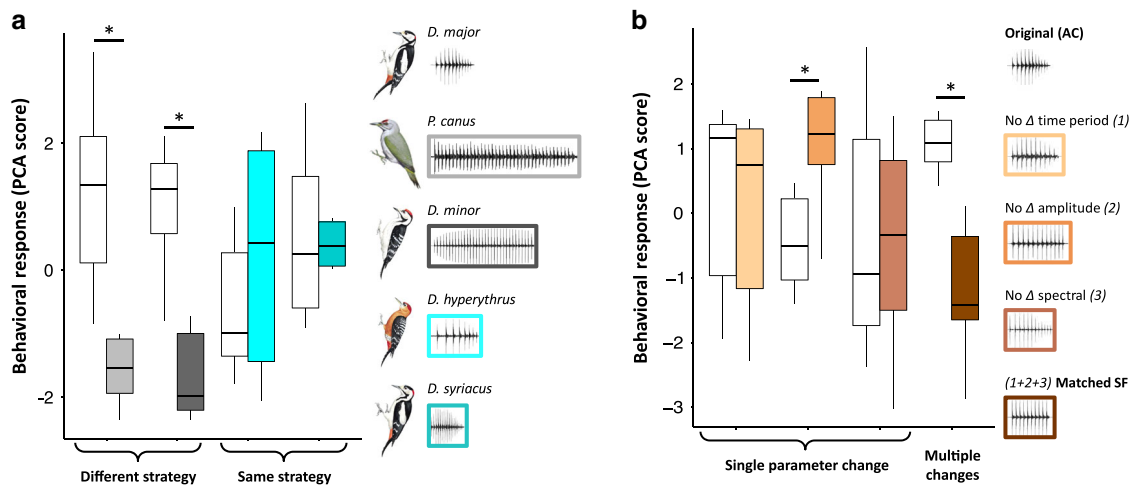 a
Behavioral response (PCA score)
2
0
-2
*
*
Different strategy
Same strategy
D. major
P. canus
D. minor
D. hyperythrus
D. syriacus
b
Behavioral response (PCA score)
2
1
0
−1
−2
−3
*
*
Single parameter change
Multiple
changes
Original (AC)
No Δ time period (1)
No Δ amplitude (2)
No Δ spectral (3)
(1+2+3) Matched SF